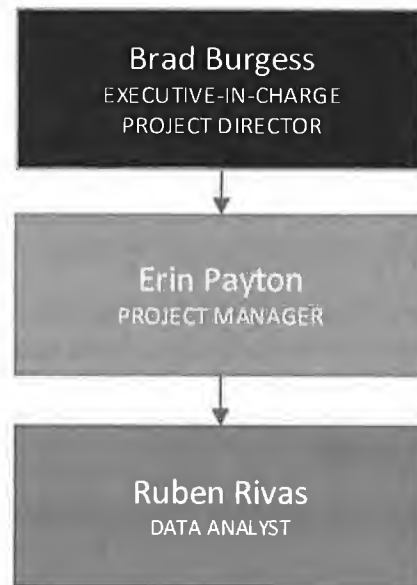 Brad Burgess
EXECUTIVE-IN-CHARGE
PROJECT DIRECTOR
Erin Payton
PROJECT MANAGER
Ruben Rivas
DATA ANALYST